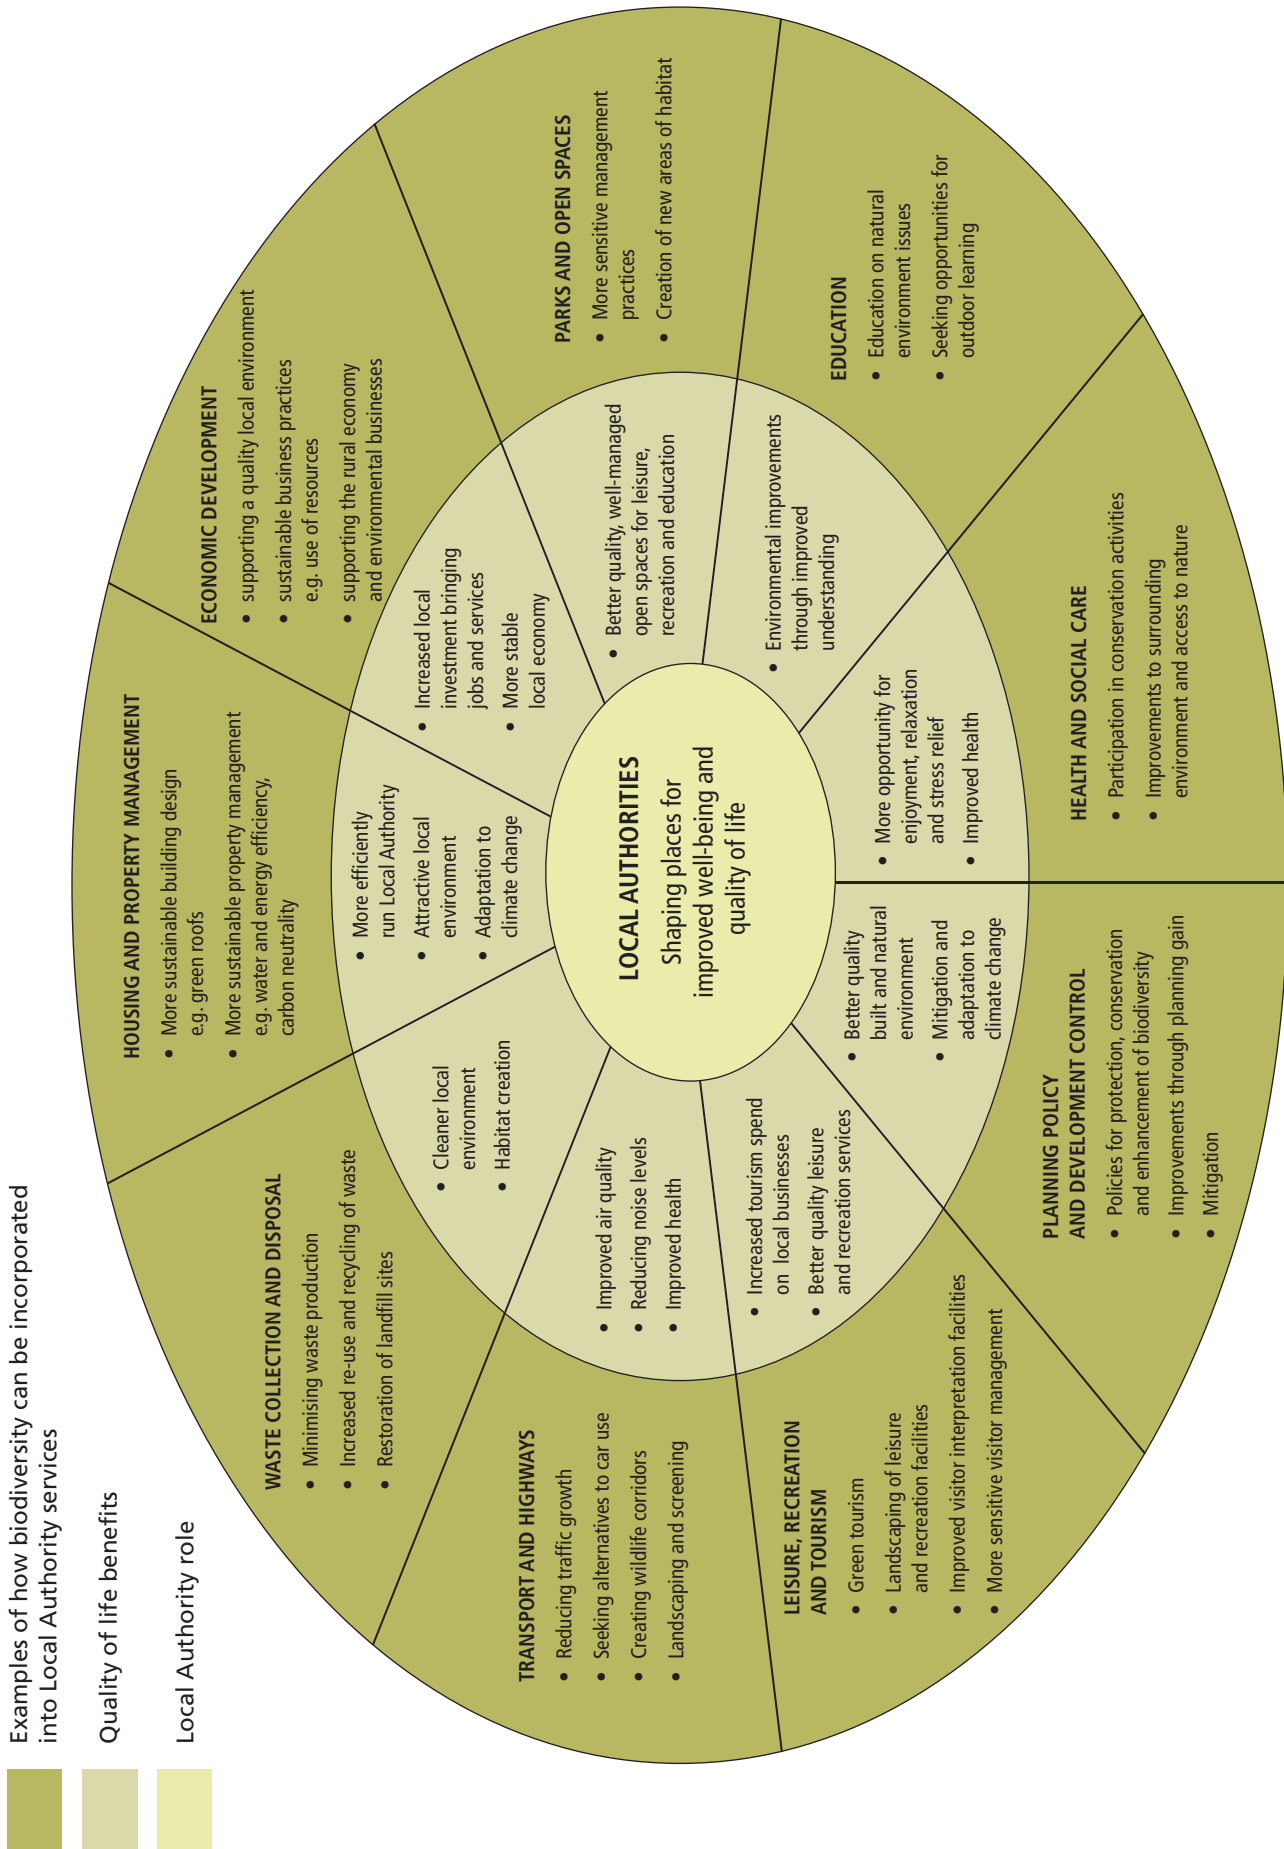 Examples of how biodiversity can be incorporated
into Local Authority services
Quality of life benefits
Local Authority role
HOUSING AND PROPERTY MANAGEMENT
• More sustainable building design
e.g. green roofs
• More sustainable property management
e.g. water and energy efficiency,
carbon neutrality
• More efficiently
run Local Authority
• Attractive local
environment
• Adaptation to
climate change
ECONOMIC DEVELOPMENT
• supporting a quality local environment
• sustainable business practices
e.g. use of resources
• supporting the rural economy
and environmental businesses
• Increased local
investment bringing
jobs and services
• More stable
local economy
PARKS AND OPEN SPACES
• More sensitive management
practices
• Creation of new areas of habitat
• Better quality, well-managed
open spaces for leisure,
recreation and education
EDUCATION
• Education on natural
environment issues
• Seeking opportunities for
outdoor learning
• Environmental improvements
through improved
understanding
HEALTH AND SOCIAL CARE
• Participation in conservation activities
• Improvements to surrounding
environment and access to nature
• More opportunity for
enjoyment, relaxation
and stress relief
• Improved health
PLANNING POLICY
AND DEVELOPMENT CONTROL
• Policies for protection, conservation
and enhancement of biodiversity
• Improvements through planning gain
• Mitigation
• Better quality
built and natural
environment
• Mitigation and
adaptation to
climate change
LEISURE, RECREATION
AND TOURISM
• Green tourism
• Landscaping of leisure
and recreation facilities
• Improved visitor interpretation facilities
• More sensitive visitor management
• Increased tourism spend
on local businesses
• Better quality leisure
and recreation services
TRANSPORT AND HIGHWAYS
• Reducing traffic growth
• Seeking alternatives to car use
• Creating wildlife corridors
• Landscaping and screening
• Improved air quality
• Reducing noise levels
• Improved health
WASTE COLLECTION AND DISPOSAL
• Minimising waste production
• Increased re-use and recycling of waste
• Restoration of landfill sites
• Cleaner local
environment
• Habitat creation
LOCAL AUTHORITIES
Shaping places for
improved well-being and
quality of life